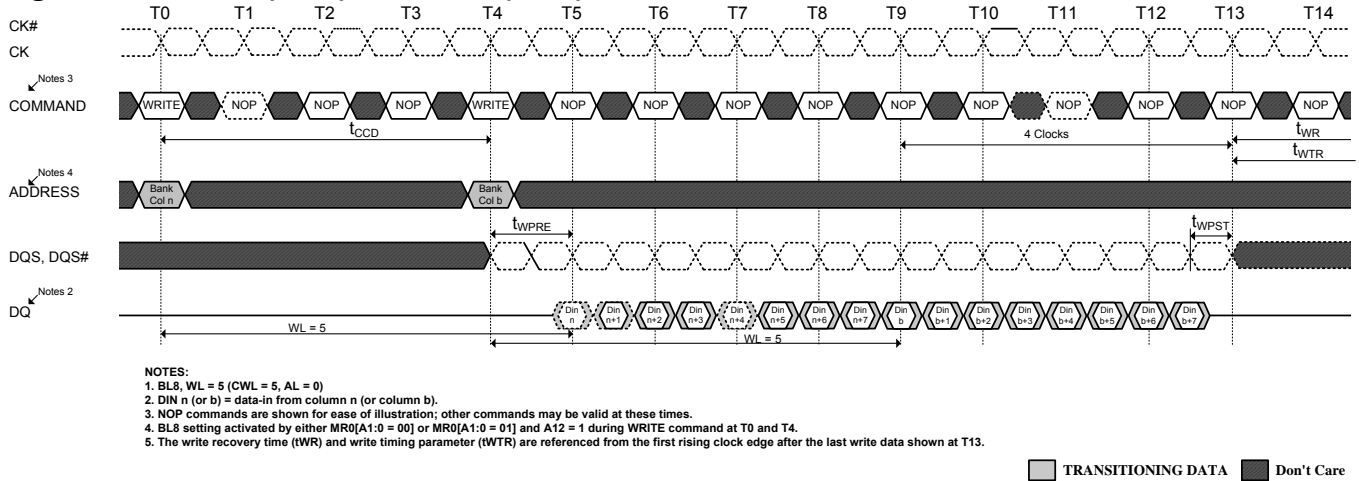 T0 T1 T2 T3 T4 T5 T6 T7 T8 T9 T10 T11 T12 T13 T14
CK#
CK
Notes 3
COMMAND
WRITE NOP NOP NOP WRITE NOP NOP NOP NOP NOP NOP NOP NOP NOP NOP
tCCD
4 Clocks
tWR
tWTR
Notes 4
ADDRESS
Bank Col n
Bank Col b
tWPRE
tWPST
DQS, DQS#
Notes 2
DQ
Din n Din n+1 Din n+2 Din n+3 Din n+4 Din n+5 Din n+6 Din n+7 Din b Din b+1 Din b+2 Din b+3 Din b+4 Din b+5 Din b+6 Din b+7
WL = 5
WL = 5
NOTES:
1. BL8, WL = 5 (CWL = 5, AL = 0)
2. DIN n (or b) = data-in from column n (or column b).
3. NOP commands are shown for ease of illustration; other commands may be valid at these times.
4. BL8 setting activated by either MR0[A1:0 = 00] or MR0[A1:0 = 01] and A12 = 1 during WRITE command at T0 and T4.
5. The write recovery time (tWR) and write timing parameter (tWTR) are referenced from the first rising clock edge after the last write data shown at T13.
TRANSITIONING DATA Don't Care